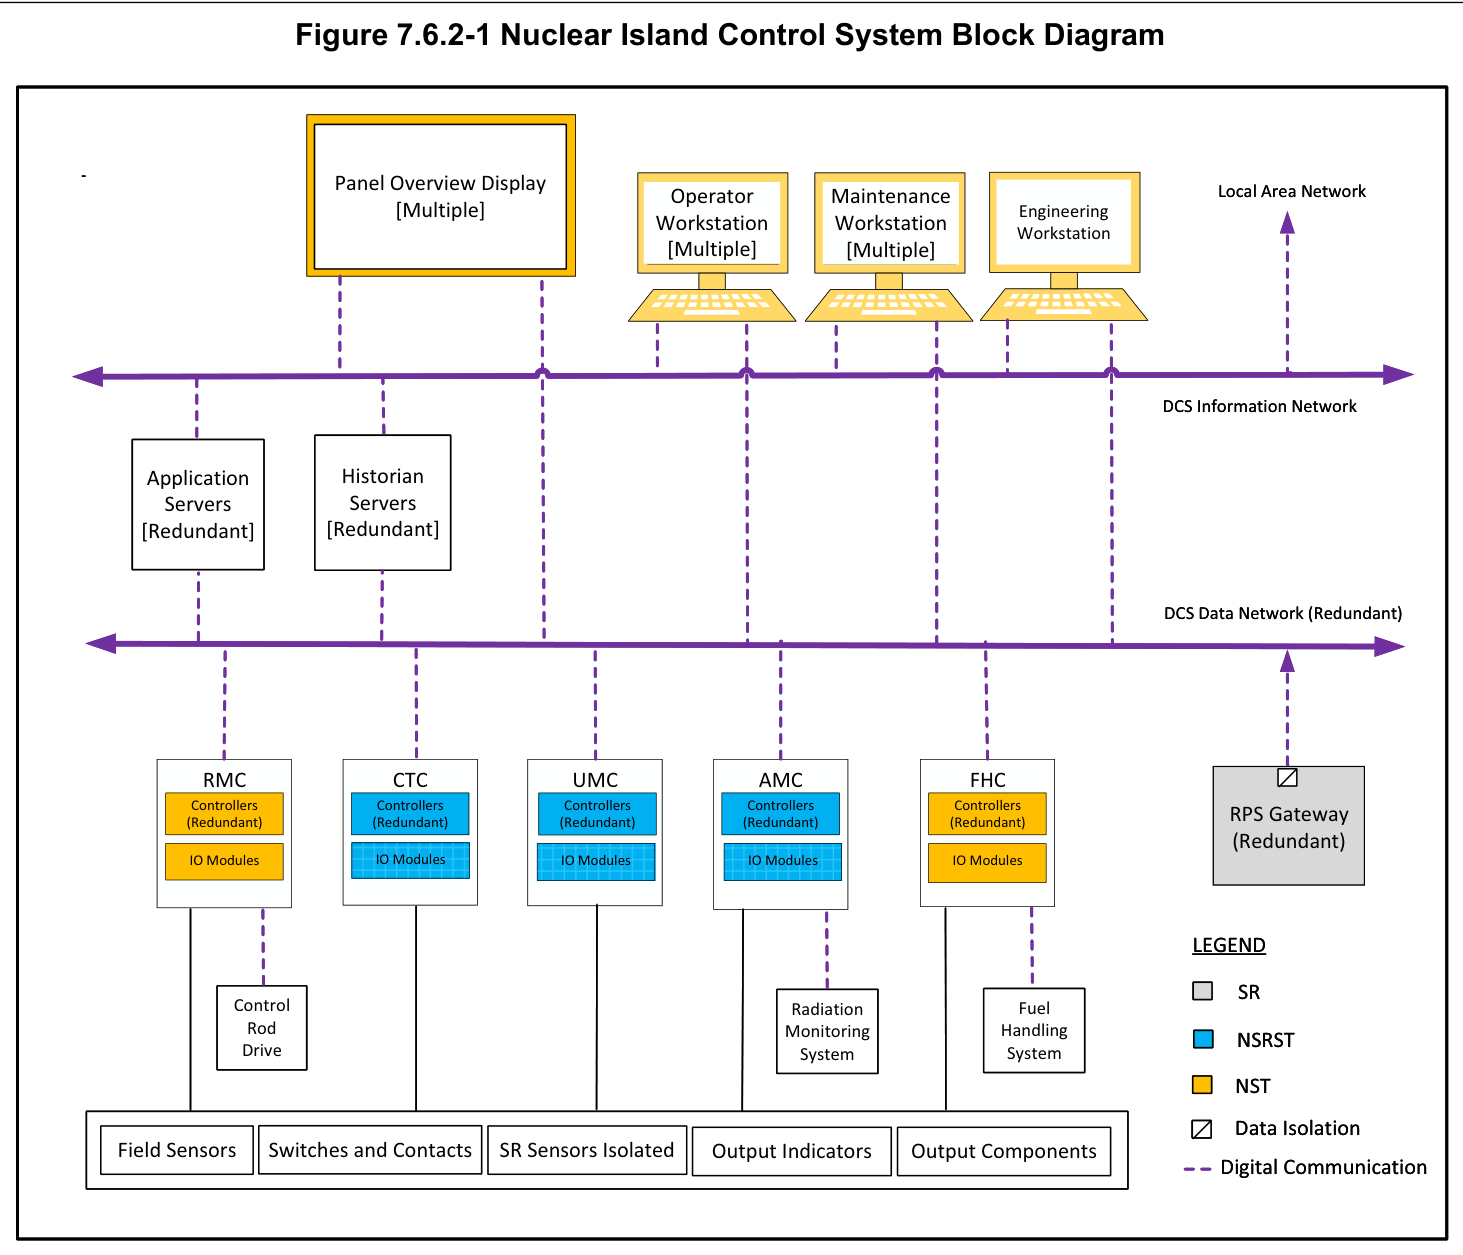 Figure 7.6.2-1 Nuclear Island Control System Block Diagram
-
Panel Overview Display
[Multiple]
Operator
Workstation
[Multiple]
Maintenance
Workstation
[Multiple]
Engineering
Workstation
Local Area Network
DCS Information Network
Application
Servers
[Redundant]
Historian
Servers
[Redundant]
DCS Data Network (Redundant)
RMC
Controllers
(Redundant)
IO Modules
CTC
Controllers
(Redundant)
IO Modules
UMC
Controllers
(Redundant)
IO Modules
AMC
Controllers
(Redundant)
IO Modules
FHC
Controllers
(Redundant)
IO Modules
RPS Gateway
(Redundant)
Control
Rod
Drive
Radiation
Monitoring
System
Fuel
Handling
System
Field Sensors
Switches and Contacts
SR Sensors Isolated
Output Indicators
Output Components
LEGEND
SR
NSRST
NST
Data Isolation
Digital Communication